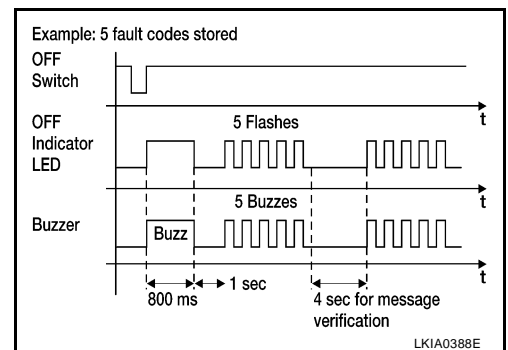 Example: 5 fault codes stored
OFF
Switch
t
OFF
Indicator
LED
5 Flashes
t
5 Buzzes
Buzzer
Buzz
t
1 sec
800 ms
4 sec for message
verification
LKIA0388E